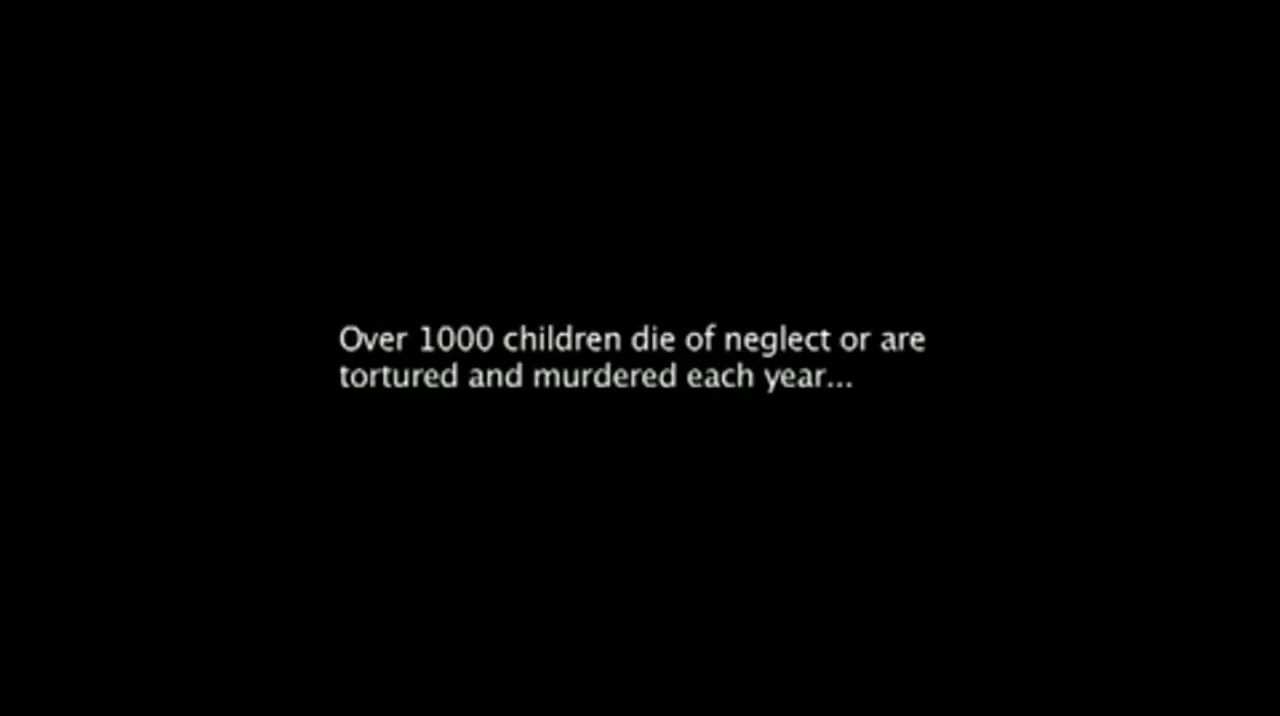 Over 1000 children die of neglect or are
tortured and murdered each year...